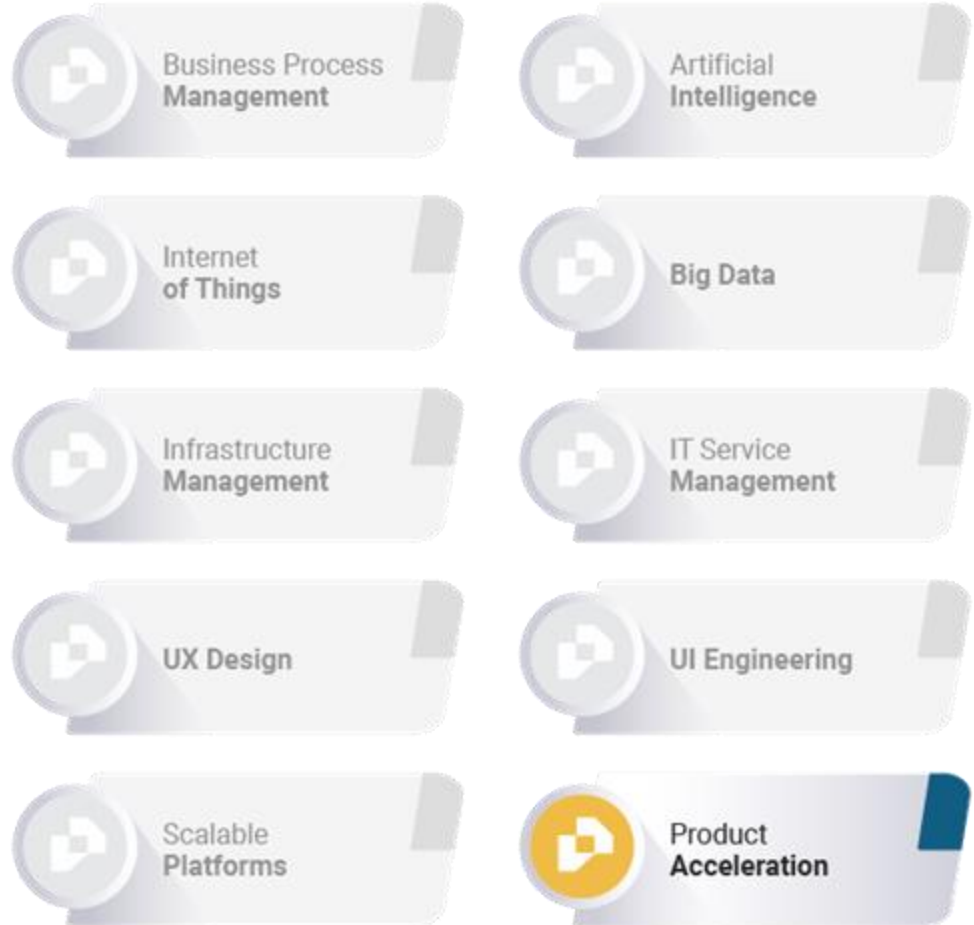 Business Process
Management
Artificial
Intelligence
Internet
of Things
Big Data
Infrastructure
Management
IT Service
Management
UX Design
UI Engineering
Scalable
Platforms
Product
Acceleration